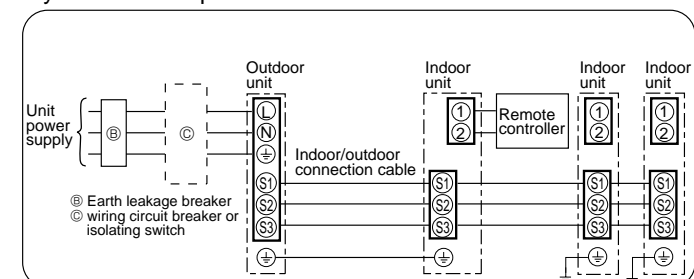 Outdoor unit
Indoor unit
Indoor unit
Indoor unit
Unit power supply
Ⓑ
Ⓒ
L
N
S1
S2
S3
1
2
Remote controller
1
2
1
2
Indoor/outdoor connection cable
S1
S2
S3
S1
S2
S3
S1
S2
S3
Ⓑ Earth leakage breaker
Ⓒ wiring circuit breaker or
isolating switch